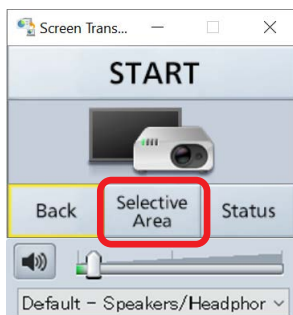 Screen Trans...
START
Back
Selective
Area
Status
Default - Speakers/Headphor